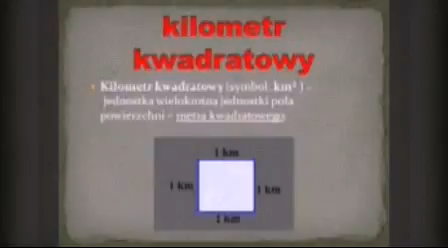 kilometr
kwadratowy
Kilometr kwadratowy (symbol: km²) –
jednostka wielokrotna jednostki pola
powierzchni – metra kwadratowego
1 km
1 km
1 km
1 km